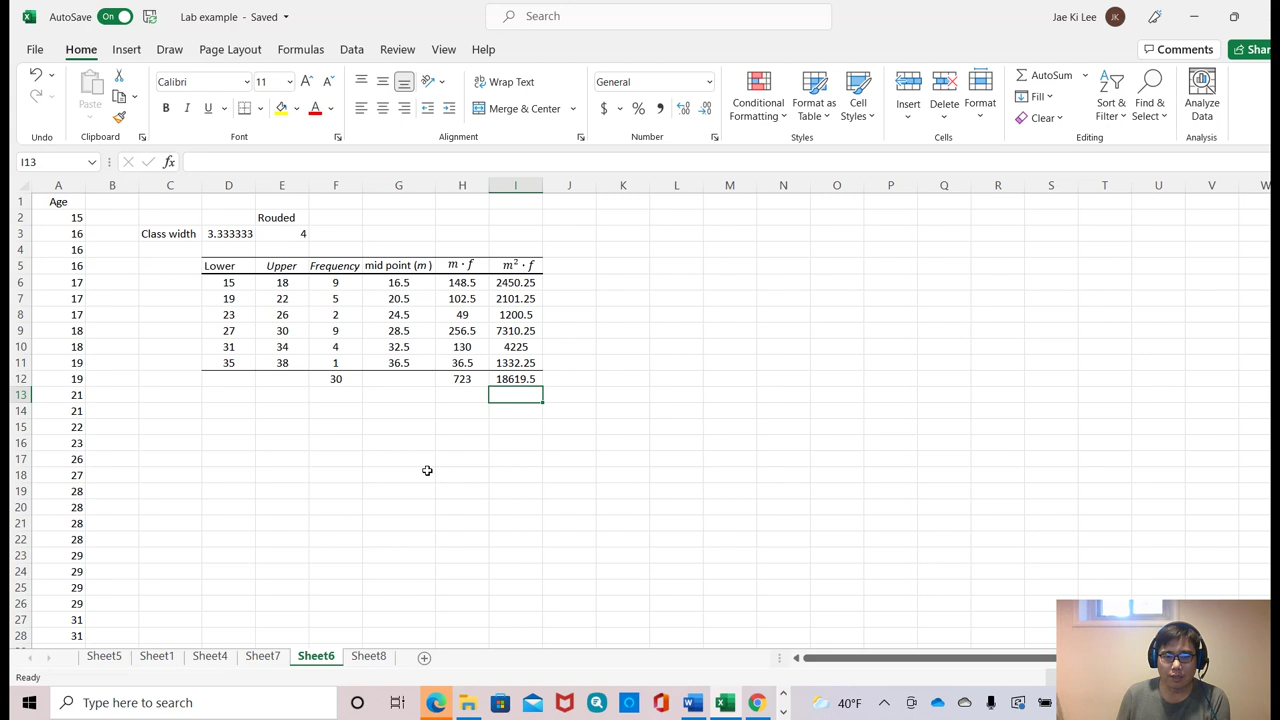 AutoSave On Lab example - Saved Search Jae Ki Lee JK
File Home Insert Draw Page Layout Formulas Data Review View Help Comments Shar
Calibri 11 Wrap Text General AutoSum
Paste Fill
B I U A Merge & Center $ % 9 Conditional Formatting Format as Table Cell Styles Insert Delete Format Clear Sort & Filter Find & Select Analyze Data
Undo Clipboard Font Alignment Number Styles Cells Editing Analysis
I13 fx
A B C D E F G H I J K L M N O P Q R S T U V W
1 Age
2 15 Rouded
3 16 Class width 3.333333 4
4 16
5 16 Lower Upper Frequency mid point (m) m · f m² · f
6 17 15 18 9 16.5 148.5 2450.25
7 17 19 22 5 20.5 102.5 2101.25
8 17 23 26 2 24.5 49 1200.5
9 18 27 30 9 28.5 256.5 7310.25
10 18 31 34 4 32.5 130 4225
11 19 35 38 1 36.5 36.5 1332.25
12 19 30 723 18619.5
13 21
14 21
15 22
16 23
17 26
18 27
19 28
20 28
21 28
22 28
23 29
24 29
25 29
26 29
27 31
28 31
Sheet5 Sheet1 Sheet4 Sheet7 Sheet6 Sheet8
Ready
Type here to search 40°F